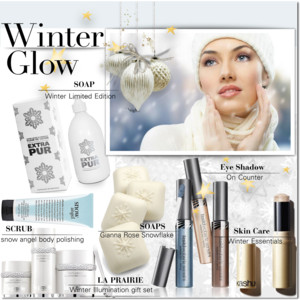 Winter
Glow
SOAP
Winter Limited Edition
EXTRA
PUR
EXTRA
PUR
Eye Shadow
On Counter
SCRUB
snow angel body polishing
SOAPS
Gianna Rose Snowflake
Skin Care
Winter Essentials
LA PRAIRIE
Winter Illumination gift set